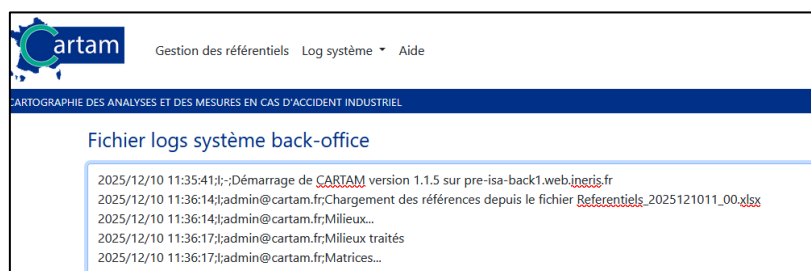 Cartam
Gestion des référentiels Log système Aide
CARTOGRAPHIE DES ANALYSES ET DES MESURES EN CAS D'ACCIDENT INDUSTRIEL
Fichier logs système back-office
2025/12/10 11:35:41;I;-;Démarrage de CARTAM version 1.1.5 sur pre-isa-back1.web.ineris.fr
2025/12/10 11:36:14;I;admin@cartam.fr;Chargement des références depuis le fichier Referentiels_2025121011_00.xlsx
2025/12/10 11:36:14;I;admin@cartam.fr;Milieux...
2025/12/10 11:36:17;I;admin@cartam.fr;Milieux traités
2025/12/10 11:36:17;I;admin@cartam.fr;Matrices...